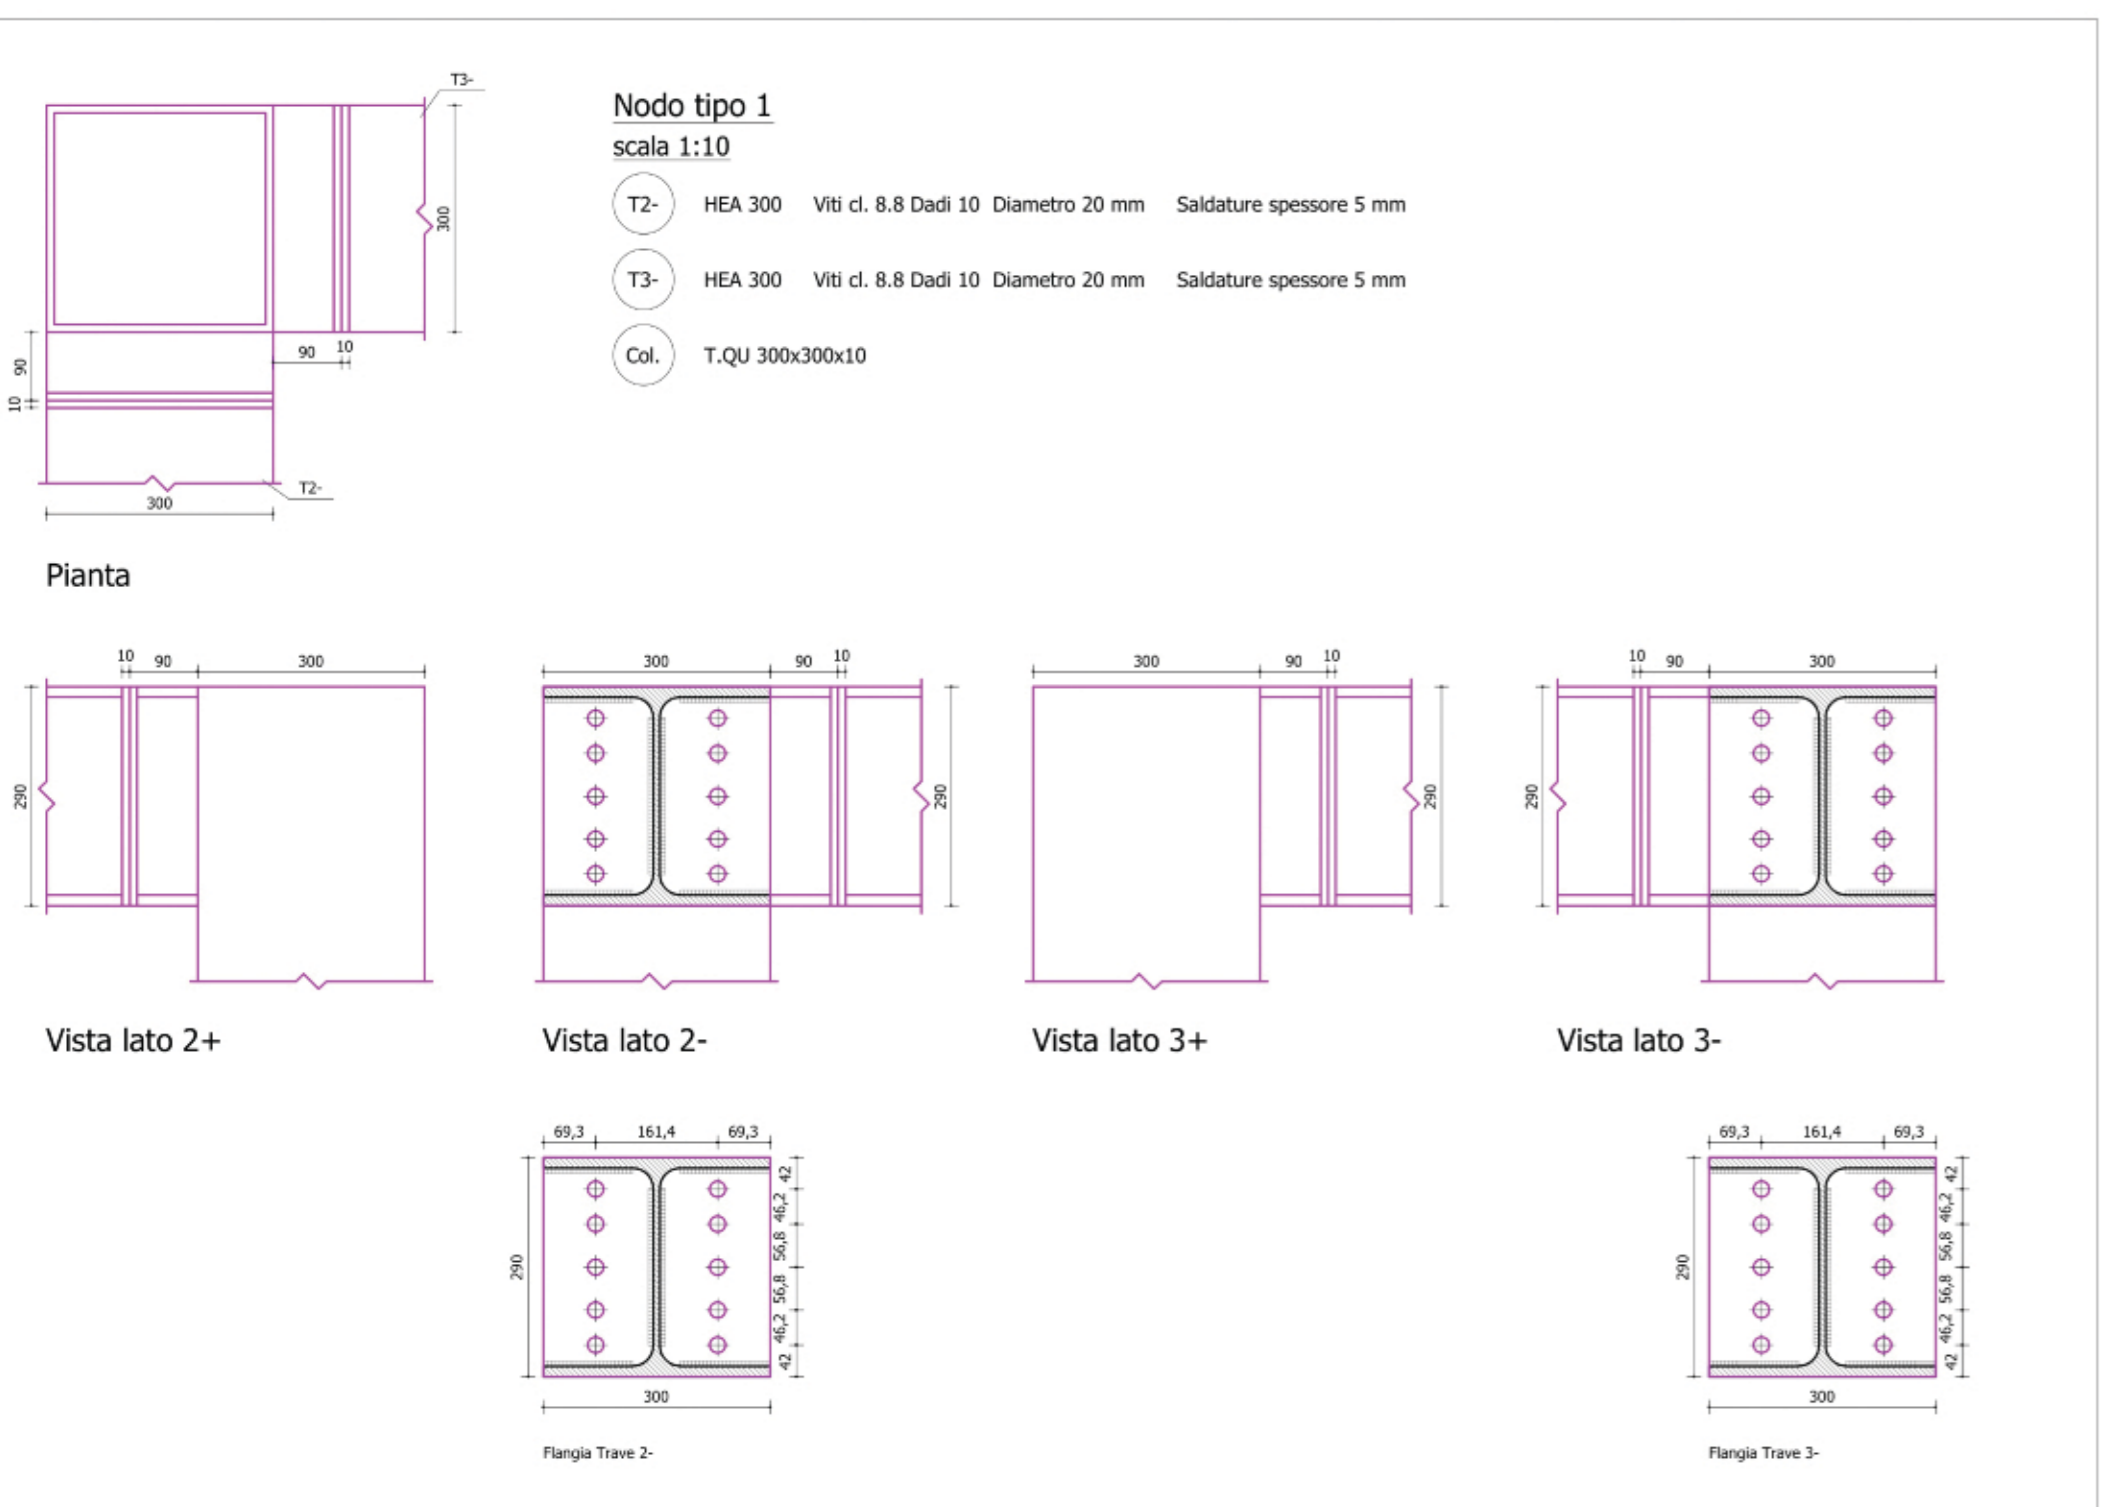 T3-
Nodo tipo 1
scala 1:10
T2- HEA 300 Viti cl. 8.8 Dadi 10 Diametro 20 mm Saldature spessore 5 mm
300
T3- HEA 300 Viti cl. 8.8 Dadi 10 Diametro 20 mm Saldature spessore 5 mm
90 10
Col. T.QU 300x300x10
90
10
T2-
300
Pianta
10 90 300
290
300 90 10
290
300 90 10
290
10 90 300
290
Vista lato 2+
Vista lato 2-
Vista lato 3+
Vista lato 3-
69,3 161,4 69,3
42
46,2
56,8
56,8
46,2
42
290
300
Flangia Trave 2-
69,3 161,4 69,3
42
46,2
56,8
56,8
46,2
42
290
300
Flangia Trave 3-